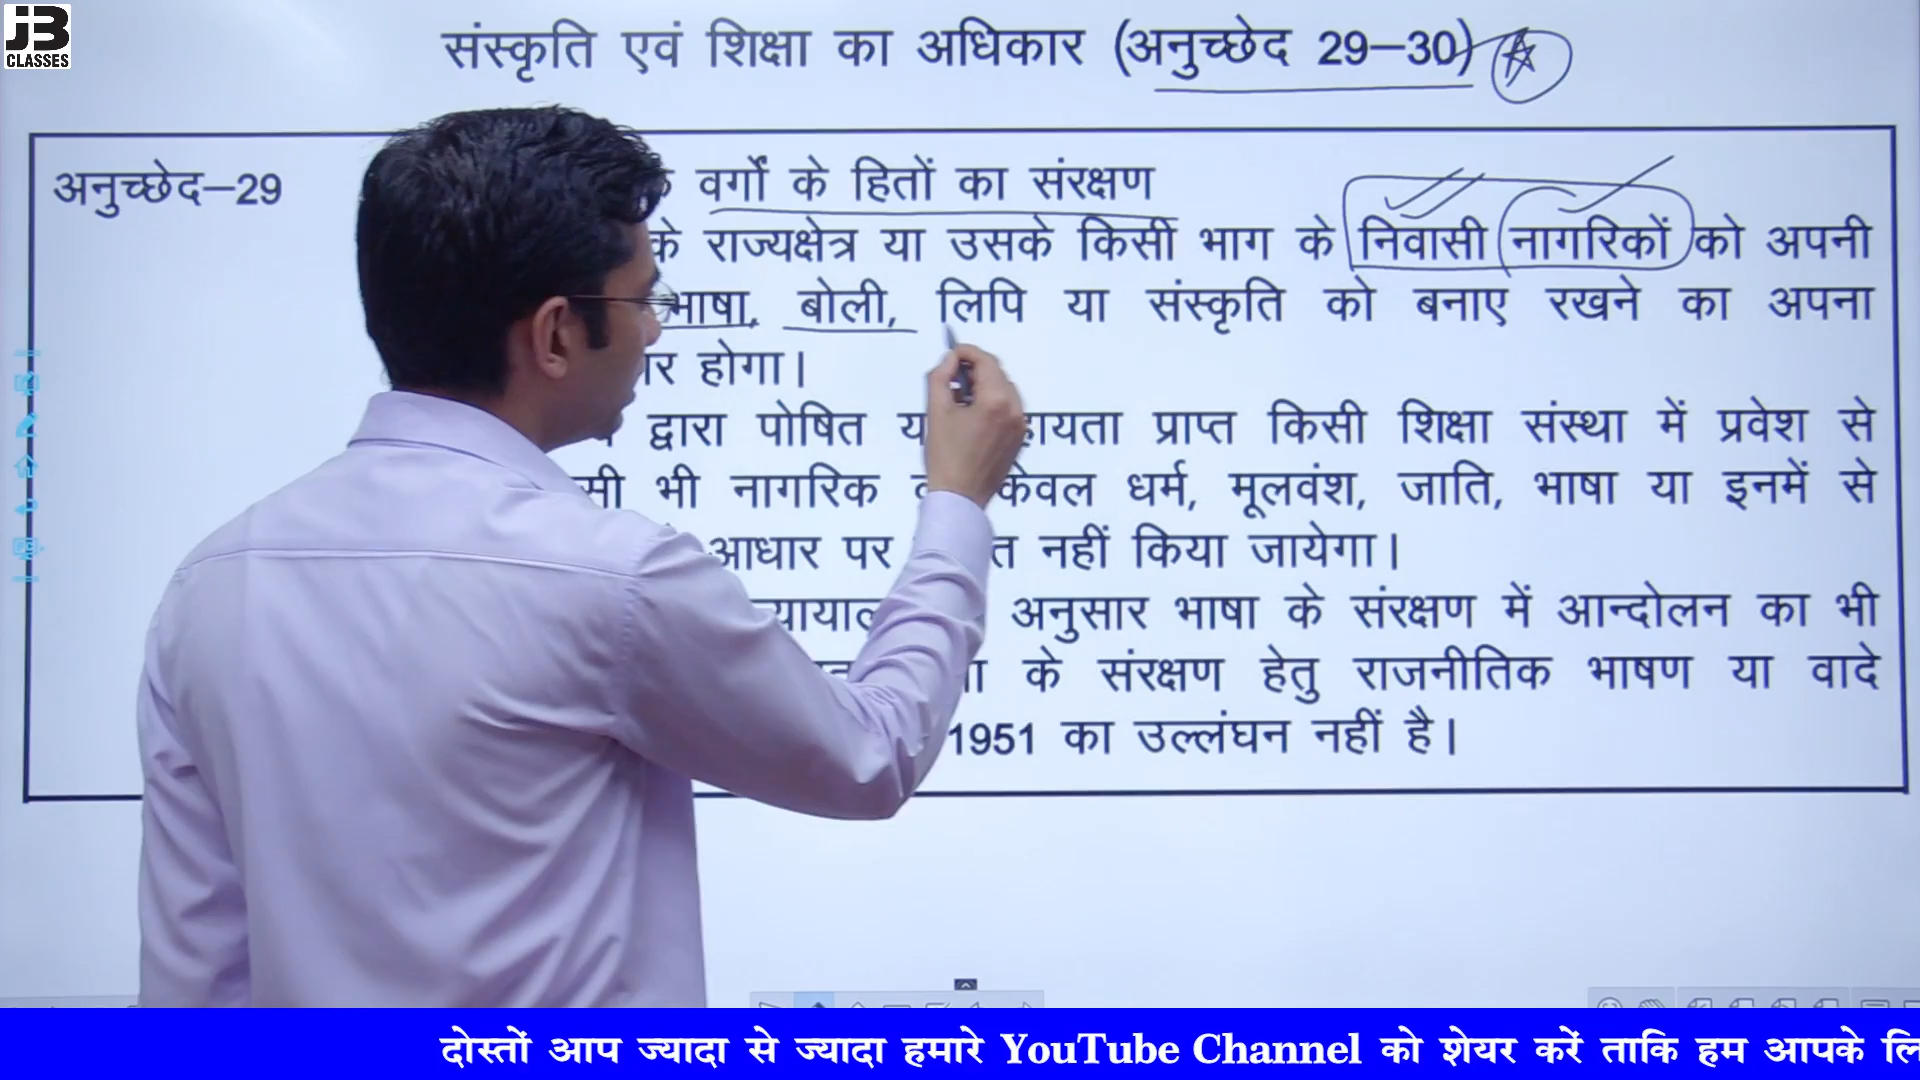 JB
CLASSES
संस्कृति एवं शिक्षा का अधिकार (अनुच्छेद 29–30)
अनुच्छेद–29
वर्गों के हितों का संरक्षण
के राज्यक्षेत्र या उसके किसी भाग के निवासी नागरिकों को अपनी
भाषा, बोली, लिपि या संस्कृति को बनाए रखने का अपना
होगा।
द्वारा पोषित प्राप्त किसी शिक्षा संस्था में प्रवेश से
भी नागरिक केवल धर्म, मूलवंश, जाति, भाषा या इनमें से
आधार पर नहीं किया जायेगा।
अनुसार भाषा के संरक्षण में आन्दोलन का भी
के संरक्षण हेतु राजनीतिक भाषण या वादे
1951 का उल्लंघन नहीं है।
दोस्तों आप ज्यादा से ज्यादा हमारे YouTube Channel को शेयर करें ताकि हम आपके लि